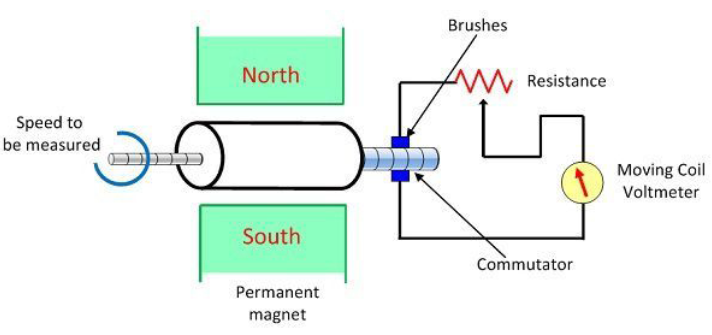 Brushes
North
Resistance
Speed to
be measured
Moving Coil
Voltmeter
South
Commutator
Permanent
magnet